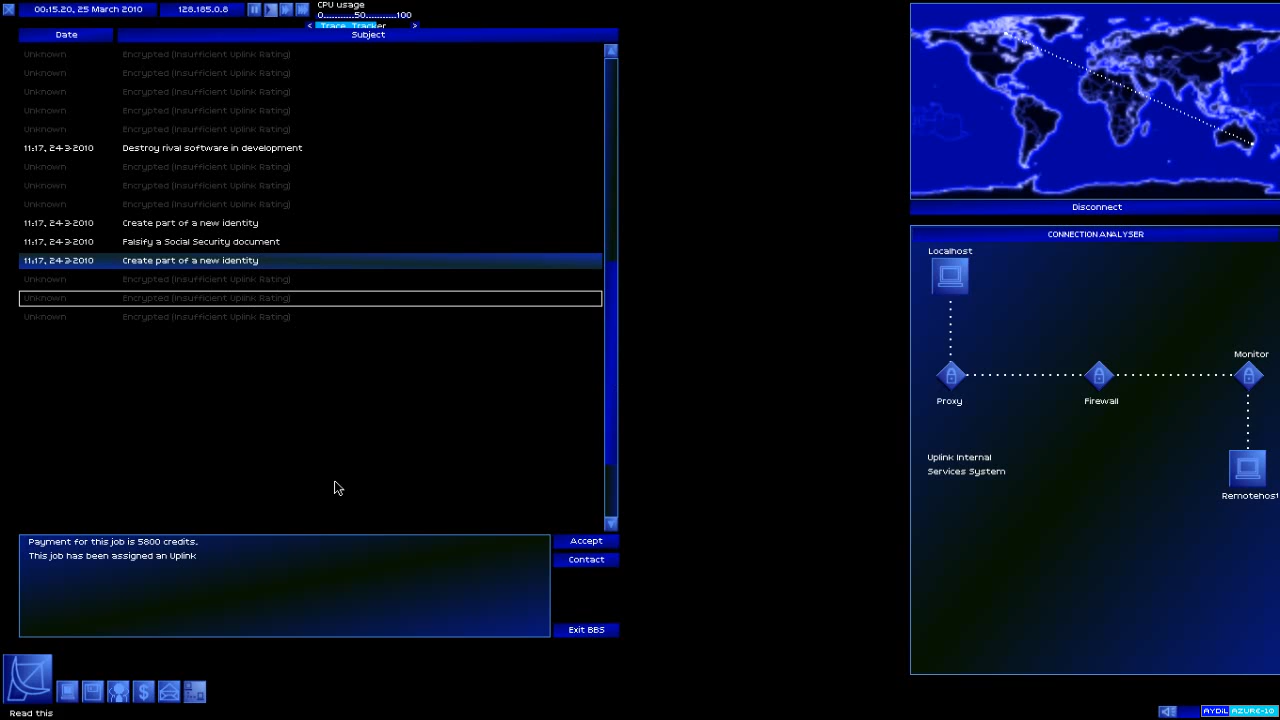 00:15.20, 25 March 2010
128.185.0.8
CPU usage
0...........50...........100
< Trace_Tracker >
Date Subject
Unknown Encrypted (Insufficient Uplink Rating)
Unknown Encrypted (Insufficient Uplink Rating)
Unknown Encrypted (Insufficient Uplink Rating)
Unknown Encrypted (Insufficient Uplink Rating)
Unknown Encrypted (Insufficient Uplink Rating)
11:17, 24-3-2010 Destroy rival software in development
Unknown Encrypted (Insufficient Uplink Rating)
Unknown Encrypted (Insufficient Uplink Rating)
Unknown Encrypted (Insufficient Uplink Rating)
11:17, 24-3-2010 Create part of a new identity
11:17, 24-3-2010 Falsify a Social Security document
11:17, 24-3-2010 Create part of a new identity
Unknown Encrypted (Insufficient Uplink Rating)
Unknown Encrypted (Insufficient Uplink Rating)
Unknown Encrypted (Insufficient Uplink Rating)
Payment for this job is 5800 credits.
This job has been assigned an Uplink
Accept
Contact
Exit BBS
Read this
Disconnect
CONNECTION ANALYSER
Localhost
Monitor
Proxy
Firewall
Uplink Internal
Services System
Remotehost
AYDIL AZURE-10